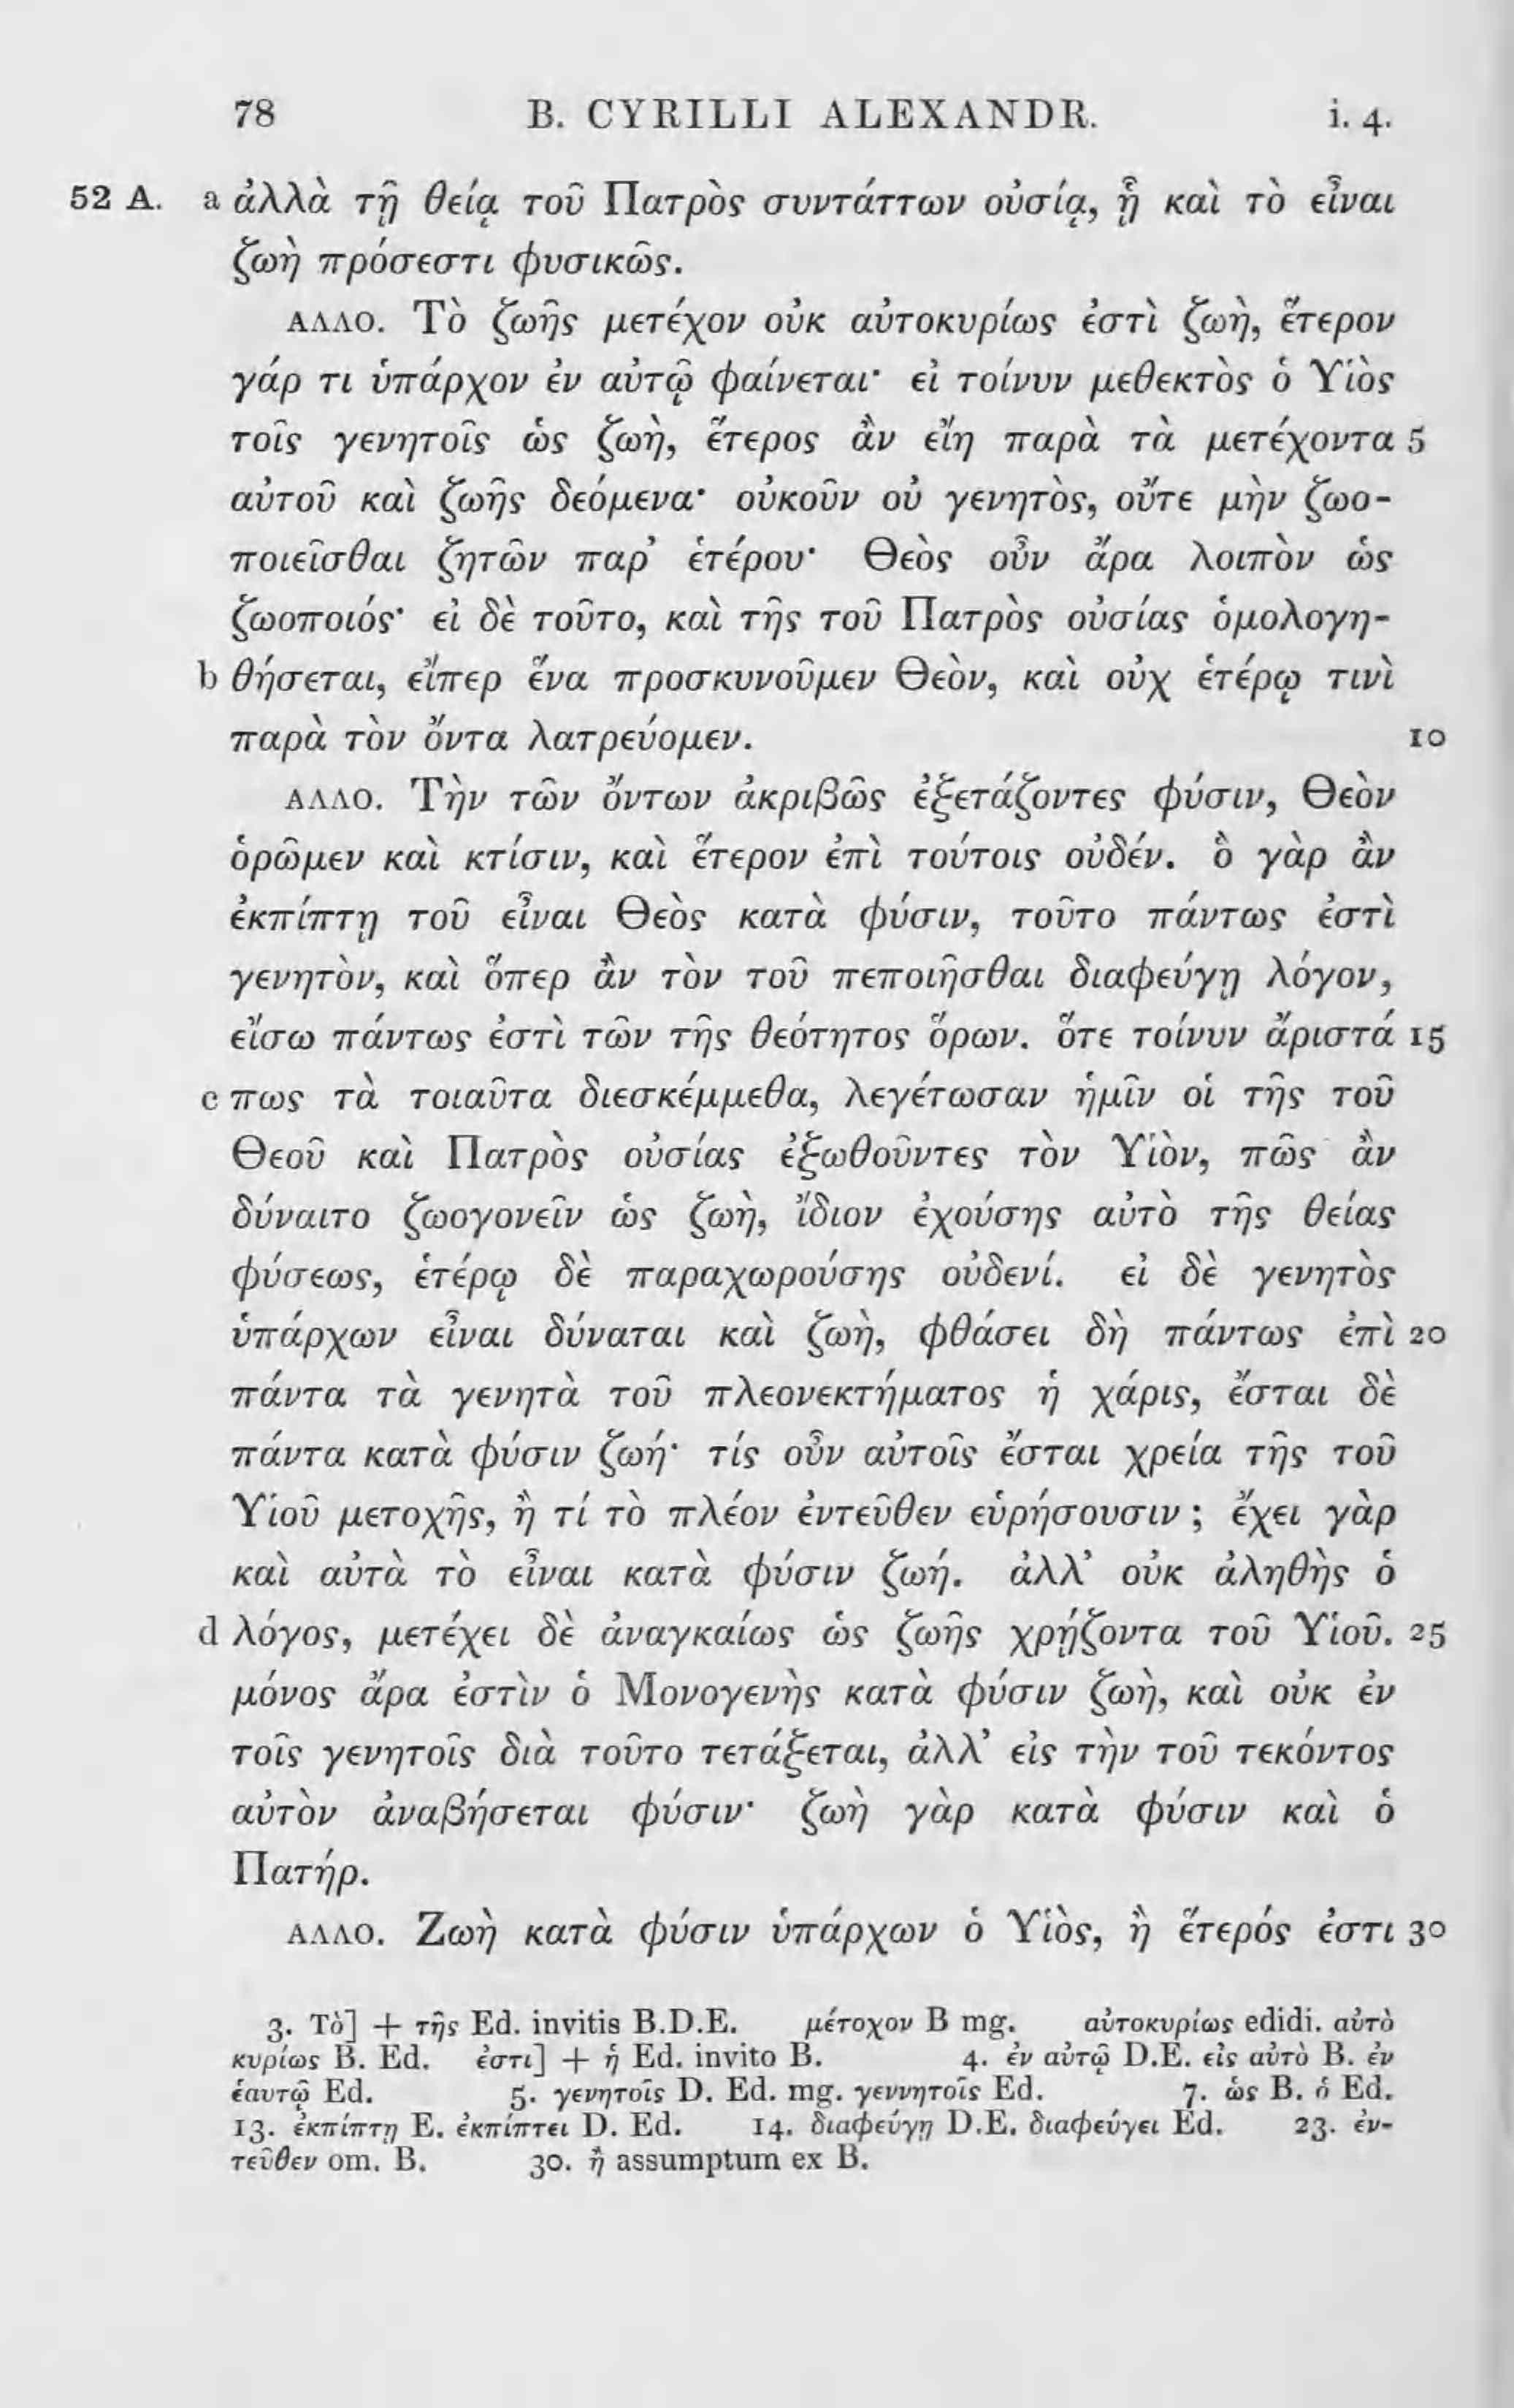 78 B. CYRILLI ALEXANDR. i. 4.
52 A. a ἀλλὰ τῇ θείᾳ τοῦ Πατρὸς συντάττων οὐσίᾳ, ᾗ καὶ τὸ εἶναι
ζωὴ πρόσεστι φυσικῶς.
ΑΛΛΟ. Τὸ ζωῆς μετέχον οὐκ αὐτοκυρίως ἐστὶ ζωὴ, ἕτερον
γάρ τι ὑπάρχον ἐν αὐτῷ φαίνεται· εἰ τοίνυν μεθεκτὸς ὁ Υἱὸς
τοῖς γενητοῖς ὡς ζωὴ, ἕτερος ἂν εἴη παρὰ τὰ μετέχοντα 5
αὐτοῦ καὶ ζωῆς δεόμενα· οὐκοῦν οὐ γενητὸς, οὔτε μὴν ζωο-
ποιεῖσθαι ζητῶν παρ’ ἑτέρου· Θεὸς οὖν ἄρα λοιπὸν ὡς
ζωοποιός· εἰ δὲ τοῦτο, καὶ τῆς τοῦ Πατρὸς οὐσίας ὁμολογη-
b θήσεται, εἴπερ ἕνα προσκυνοῦμεν Θεὸν, καὶ οὐχ ἑτέρῳ τινὶ
παρὰ τὸν ὄντα λατρεύομεν. 10
ΑΛΛΟ. Τὴν τῶν ὄντων ἀκριβῶς ἐξετάζοντες φύσιν, Θεὸν
ὁρῶμεν καὶ κτίσιν, καὶ ἕτερον ἐπὶ τούτοις οὐδέν. ὃ γὰρ ἂν
ἐκπίπτῃ τοῦ εἶναι Θεὸς κατὰ φύσιν, τοῦτο πάντως ἐστὶ
γενητὸν, καὶ ὅπερ ἂν τὸν τοῦ πεποιῆσθαι διαφεύγῃ λόγον,
εἴσω πάντως ἐστὶ τῶν τῆς θεότητος ὅρων. ὅτε τοίνυν ἄριστά 15
c πως τὰ τοιαῦτα διεσκέμμεθα, λεγέτωσαν ἡμῖν οἱ τῆς τοῦ
Θεοῦ καὶ Πατρὸς οὐσίας ἐξωθοῦντες τὸν Υἱὸν, πῶς ἂν
δύναιτο ζωογονεῖν ὡς ζωὴ, ἴδιον ἐχούσης αὐτὸ τῆς θείας
φύσεως, ἑτέρῳ δὲ παραχωρούσης οὐδενί. εἰ δὲ γενητὸς
ὑπάρχων εἶναι δύναται καὶ ζωὴ, φθάσει δὴ πάντως ἐπὶ 20
πάντα τὰ γενητὰ τοῦ πλεονεκτήματος ἡ χάρις, ἔσται δὲ
πάντα κατὰ φύσιν ζωή· τίς οὖν αὐτοῖς ἔσται χρεία τῆς τοῦ
Υἱοῦ μετοχῆς, ἢ τί τὸ πλέον ἐντεῦθεν εὑρήσουσιν ; ἔχει γὰρ
καὶ αὐτὰ τὸ εἶναι κατὰ φύσιν ζωή. ἀλλ’ οὐκ ἀληθὴς ὁ
d λόγος, μετέχει δὲ ἀναγκαίως ὡς ζωῆς χρῄζοντα τοῦ Υἱοῦ. 25
μόνος ἄρα ἐστὶν ὁ Μονογενὴς κατὰ φύσιν ζωὴ, καὶ οὐκ ἐν
τοῖς γενητοῖς διὰ τοῦτο τετάξεται, ἀλλ’ εἰς τὴν τοῦ τεκόντος
αὐτὸν ἀναβήσεται φύσιν· ζωὴ γὰρ κατὰ φύσιν καὶ ὁ
Πατήρ.
ΑΛΛΟ. Ζωὴ κατὰ φύσιν ὑπάρχων ὁ Υἱὸς, ἢ ἕτερός ἐστι 30
3. Τὸ] + τῆς Ed. invitis B.D.E. μέτοχον B mg. αὐτοκυρίως edidi. αὐτὸ
κυρίως B. Ed. ἐστι] + ἡ Ed. invito B. 4. ἐν αὐτῷ D.E. εἰς αὐτὸ B. ἐν
ἑαυτῷ Ed. 5. γενητοῖς D. Ed. mg. γεννητοῖς Ed. 7. ὡς B. ὁ Ed.
13. ἐκπίπτῃ E. ἐκπίπτει D. Ed. 14. διαφεύγῃ D.E. διαφεύγει Ed. 23. ἐν-
τεῦθεν om. B. 30. ἢ assumptum ex B.